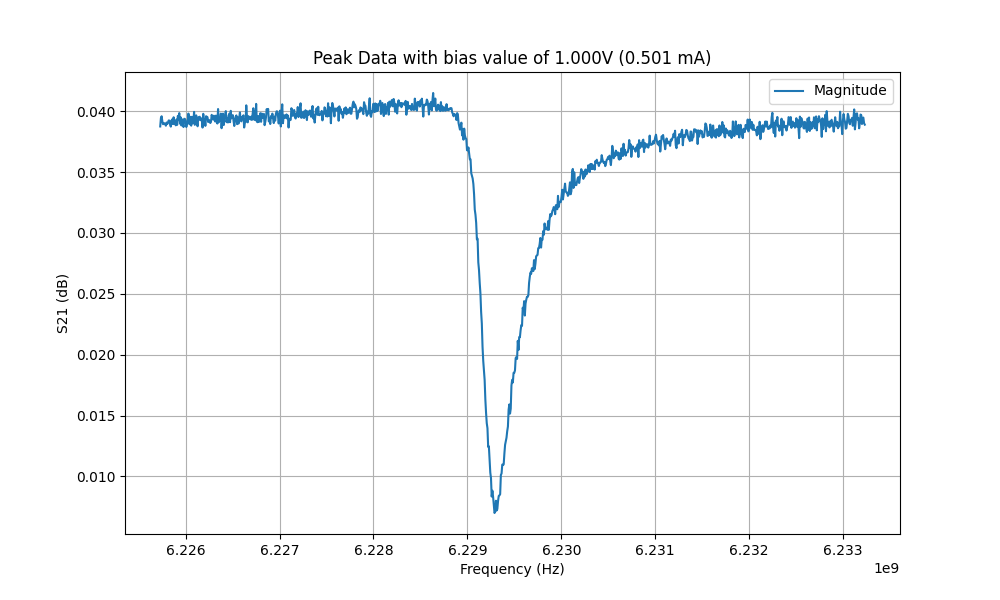 Peak Data with bias value of 1.000V (0.501 mA)
Magnitude
0.040
0.035
0.030
0.025
0.020
0.015
0.010
S21 (dB)
6.226 6.227 6.228 6.229 6.230 6.231 6.232 6.233
Frequency (Hz)
1e9